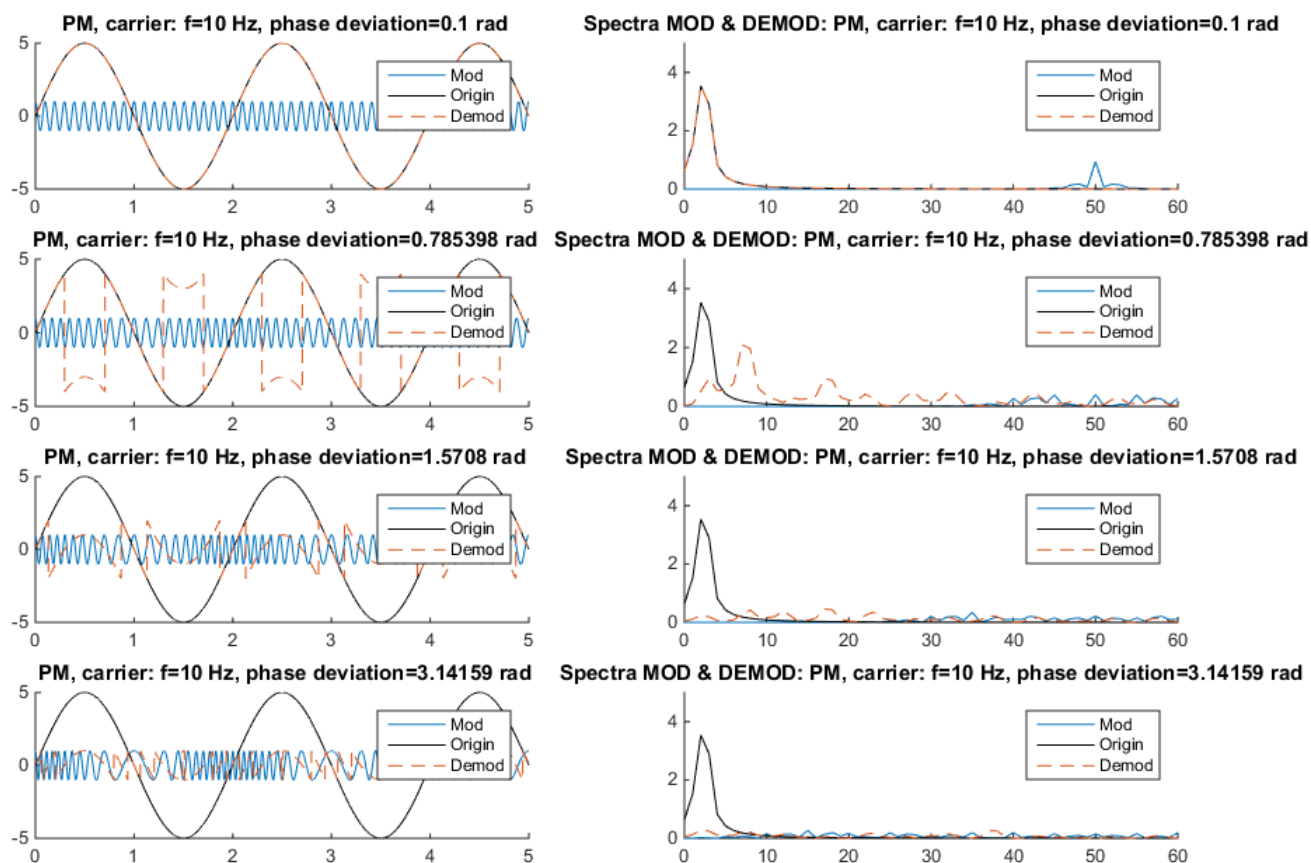 PM, carrier: f=10 Hz, phase deviation=0.1 rad
5
0
-5
0 1 2 3 4 5
Mod
Origin
Demod
Spectra MOD & DEMOD: PM, carrier: f=10 Hz, phase deviation=0.1 rad
4
2
0
0 10 20 30 40 50 60
Mod
Origin
Demod
PM, carrier: f=10 Hz, phase deviation=0.785398 rad
5
0
-5
0 1 2 3 4 5
Mod
Origin
Demod
Spectra MOD & DEMOD: PM, carrier: f=10 Hz, phase deviation=0.785398 rad
4
2
0
0 10 20 30 40 50 60
Mod
Origin
Demod
PM, carrier: f=10 Hz, phase deviation=1.5708 rad
5
0
-5
0 1 2 3 4 5
Mod
Origin
Demod
Spectra MOD & DEMOD: PM, carrier: f=10 Hz, phase deviation=1.5708 rad
4
2
0
0 10 20 30 40 50 60
Mod
Origin
Demod
PM, carrier: f=10 Hz, phase deviation=3.14159 rad
5
0
-5
0 1 2 3 4 5
Mod
Origin
Demod
Spectra MOD & DEMOD: PM, carrier: f=10 Hz, phase deviation=3.14159 rad
4
2
0
0 10 20 30 40 50 60
Mod
Origin
Demod